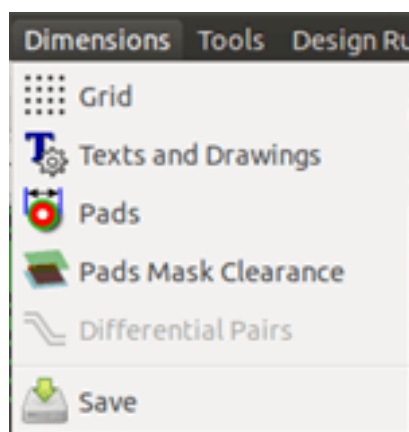 Dimensions Tools Design Ru
Grid
Texts and Drawings
Pads
Pads Mask Clearance
Differential Pairs
Save